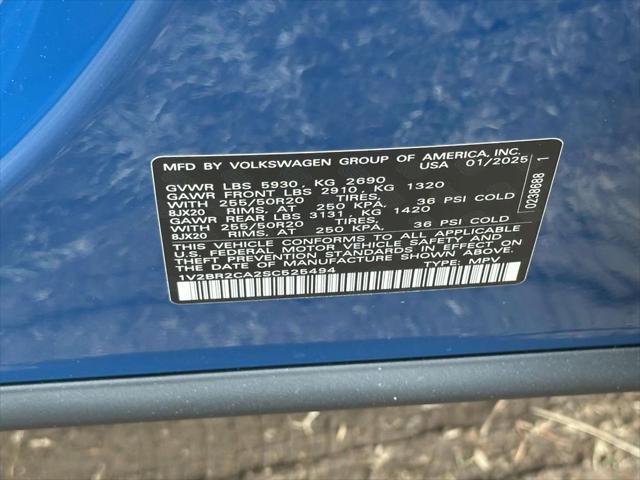 MFD BY VOLKSWAGEN GROUP OF AMERICA, INC.
USA 01/2025
GVWR LBS 5930, KG 2690
GAWR FRONT LBS 2910, KG 1320
WITH 255/50R20 TIRES,
8JX20 RIMS, AT 250 KPA, 36 PSI COLD
GAWR REAR LBS 3131, KG 1420
WITH 255/50R20 TIRES,
8JX20 RIMS, AT 250 KPA, 36 PSI COLD
THIS VEHICLE CONFORMS TO ALL APPLICABLE
U.S. FEDERAL MOTOR VEHICLE SAFETY AND
THEFT PREVENTION STANDARDS IN EFFECT ON
THE DATE OF MANUFACTURE SHOWN ABOVE.
1V2BR2CA2SC525494 TYPE: MPV
0238688 1